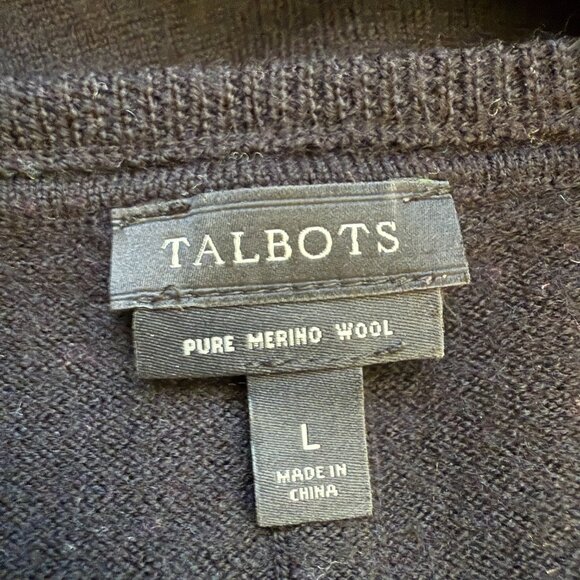 TALBOTS
PURE MERINO WOOL
L
MADE IN
CHINA